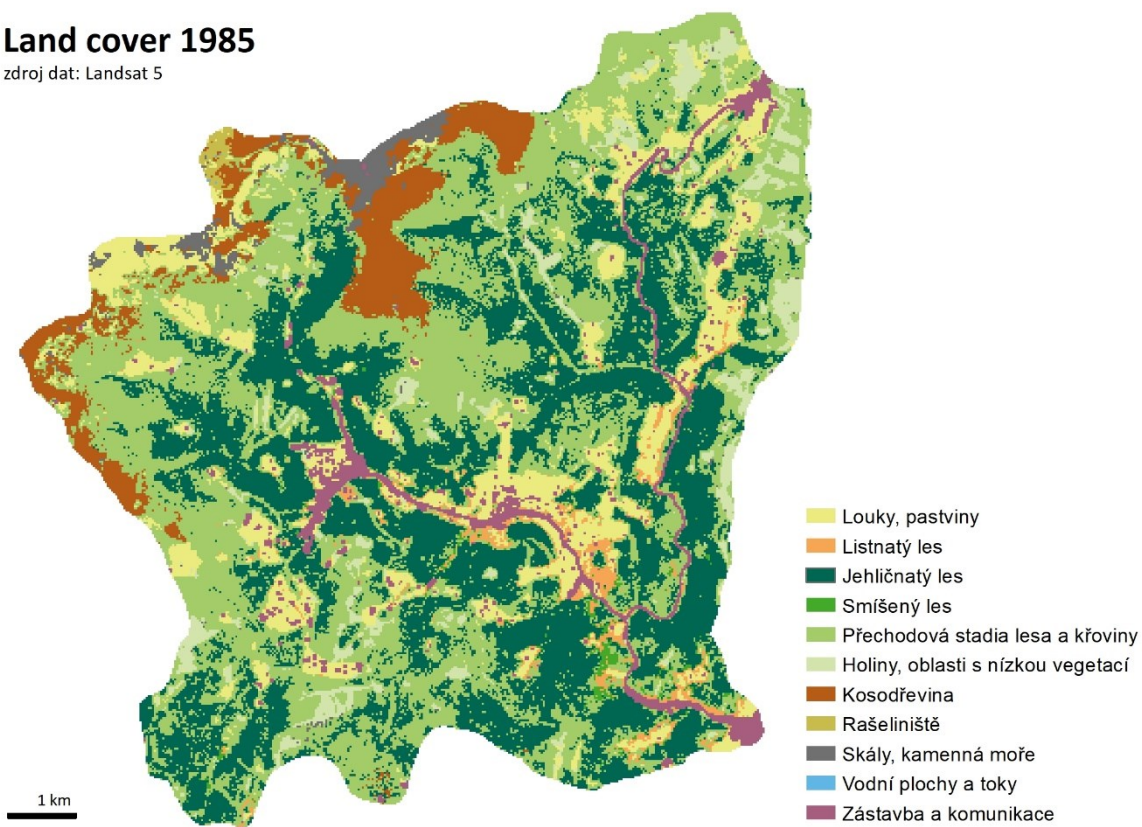 Land cover 1985
zdroj dat: Landsat 5
Louky, pastviny
Listnatý les
Jehličnatý les
Smíšený les
Přechodová stadia lesa a křoviny
Holiny, oblasti s nízkou vegetací
Kosodřevina
Rašeliniště
Skály, kamenná moře
Vodní plochy a toky
Zástavba a komunikace
1 km